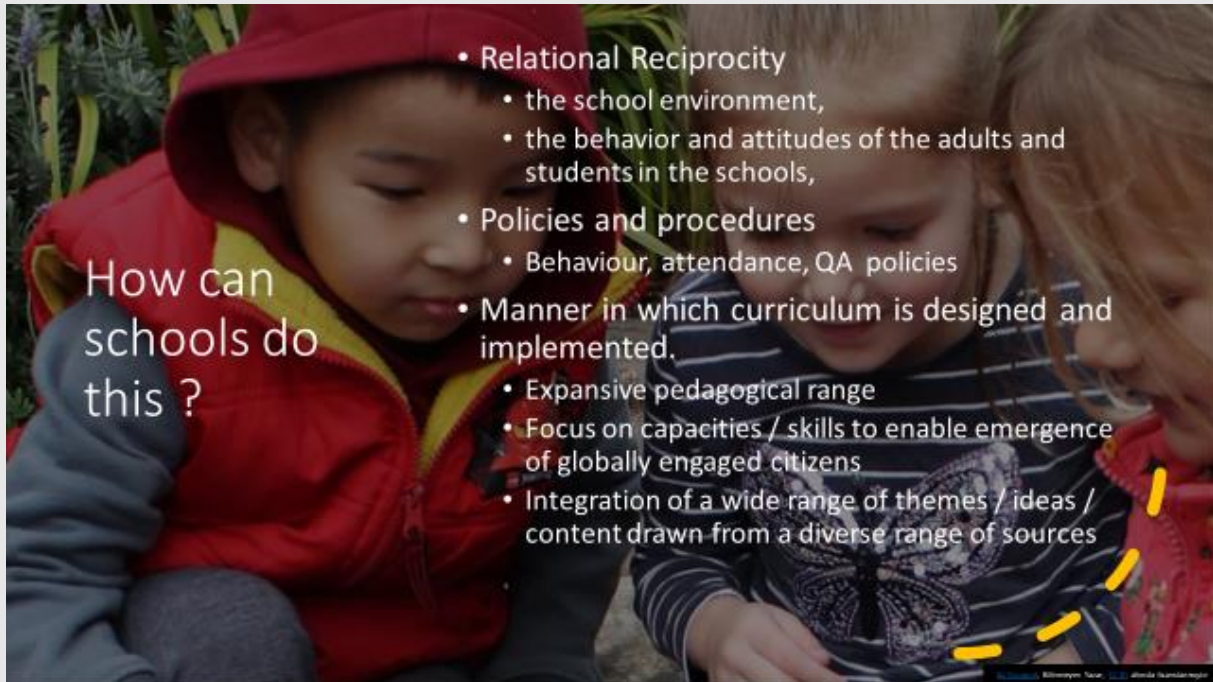 How can
schools do
this ?
• Relational Reciprocity
• the school environment,
• the behavior and attitudes of the adults and
students in the schools,
• Policies and procedures
• Behaviour, attendance, QA policies
• Manner in which curriculum is designed and
implemented.
• Expansive pedagogical range
• Focus on capacities / skills to enable emergence
of globally engaged citizens
• Integration of a wide range of themes / ideas /
content drawn from a diverse range of sources
Bilinmeyen Yazar,